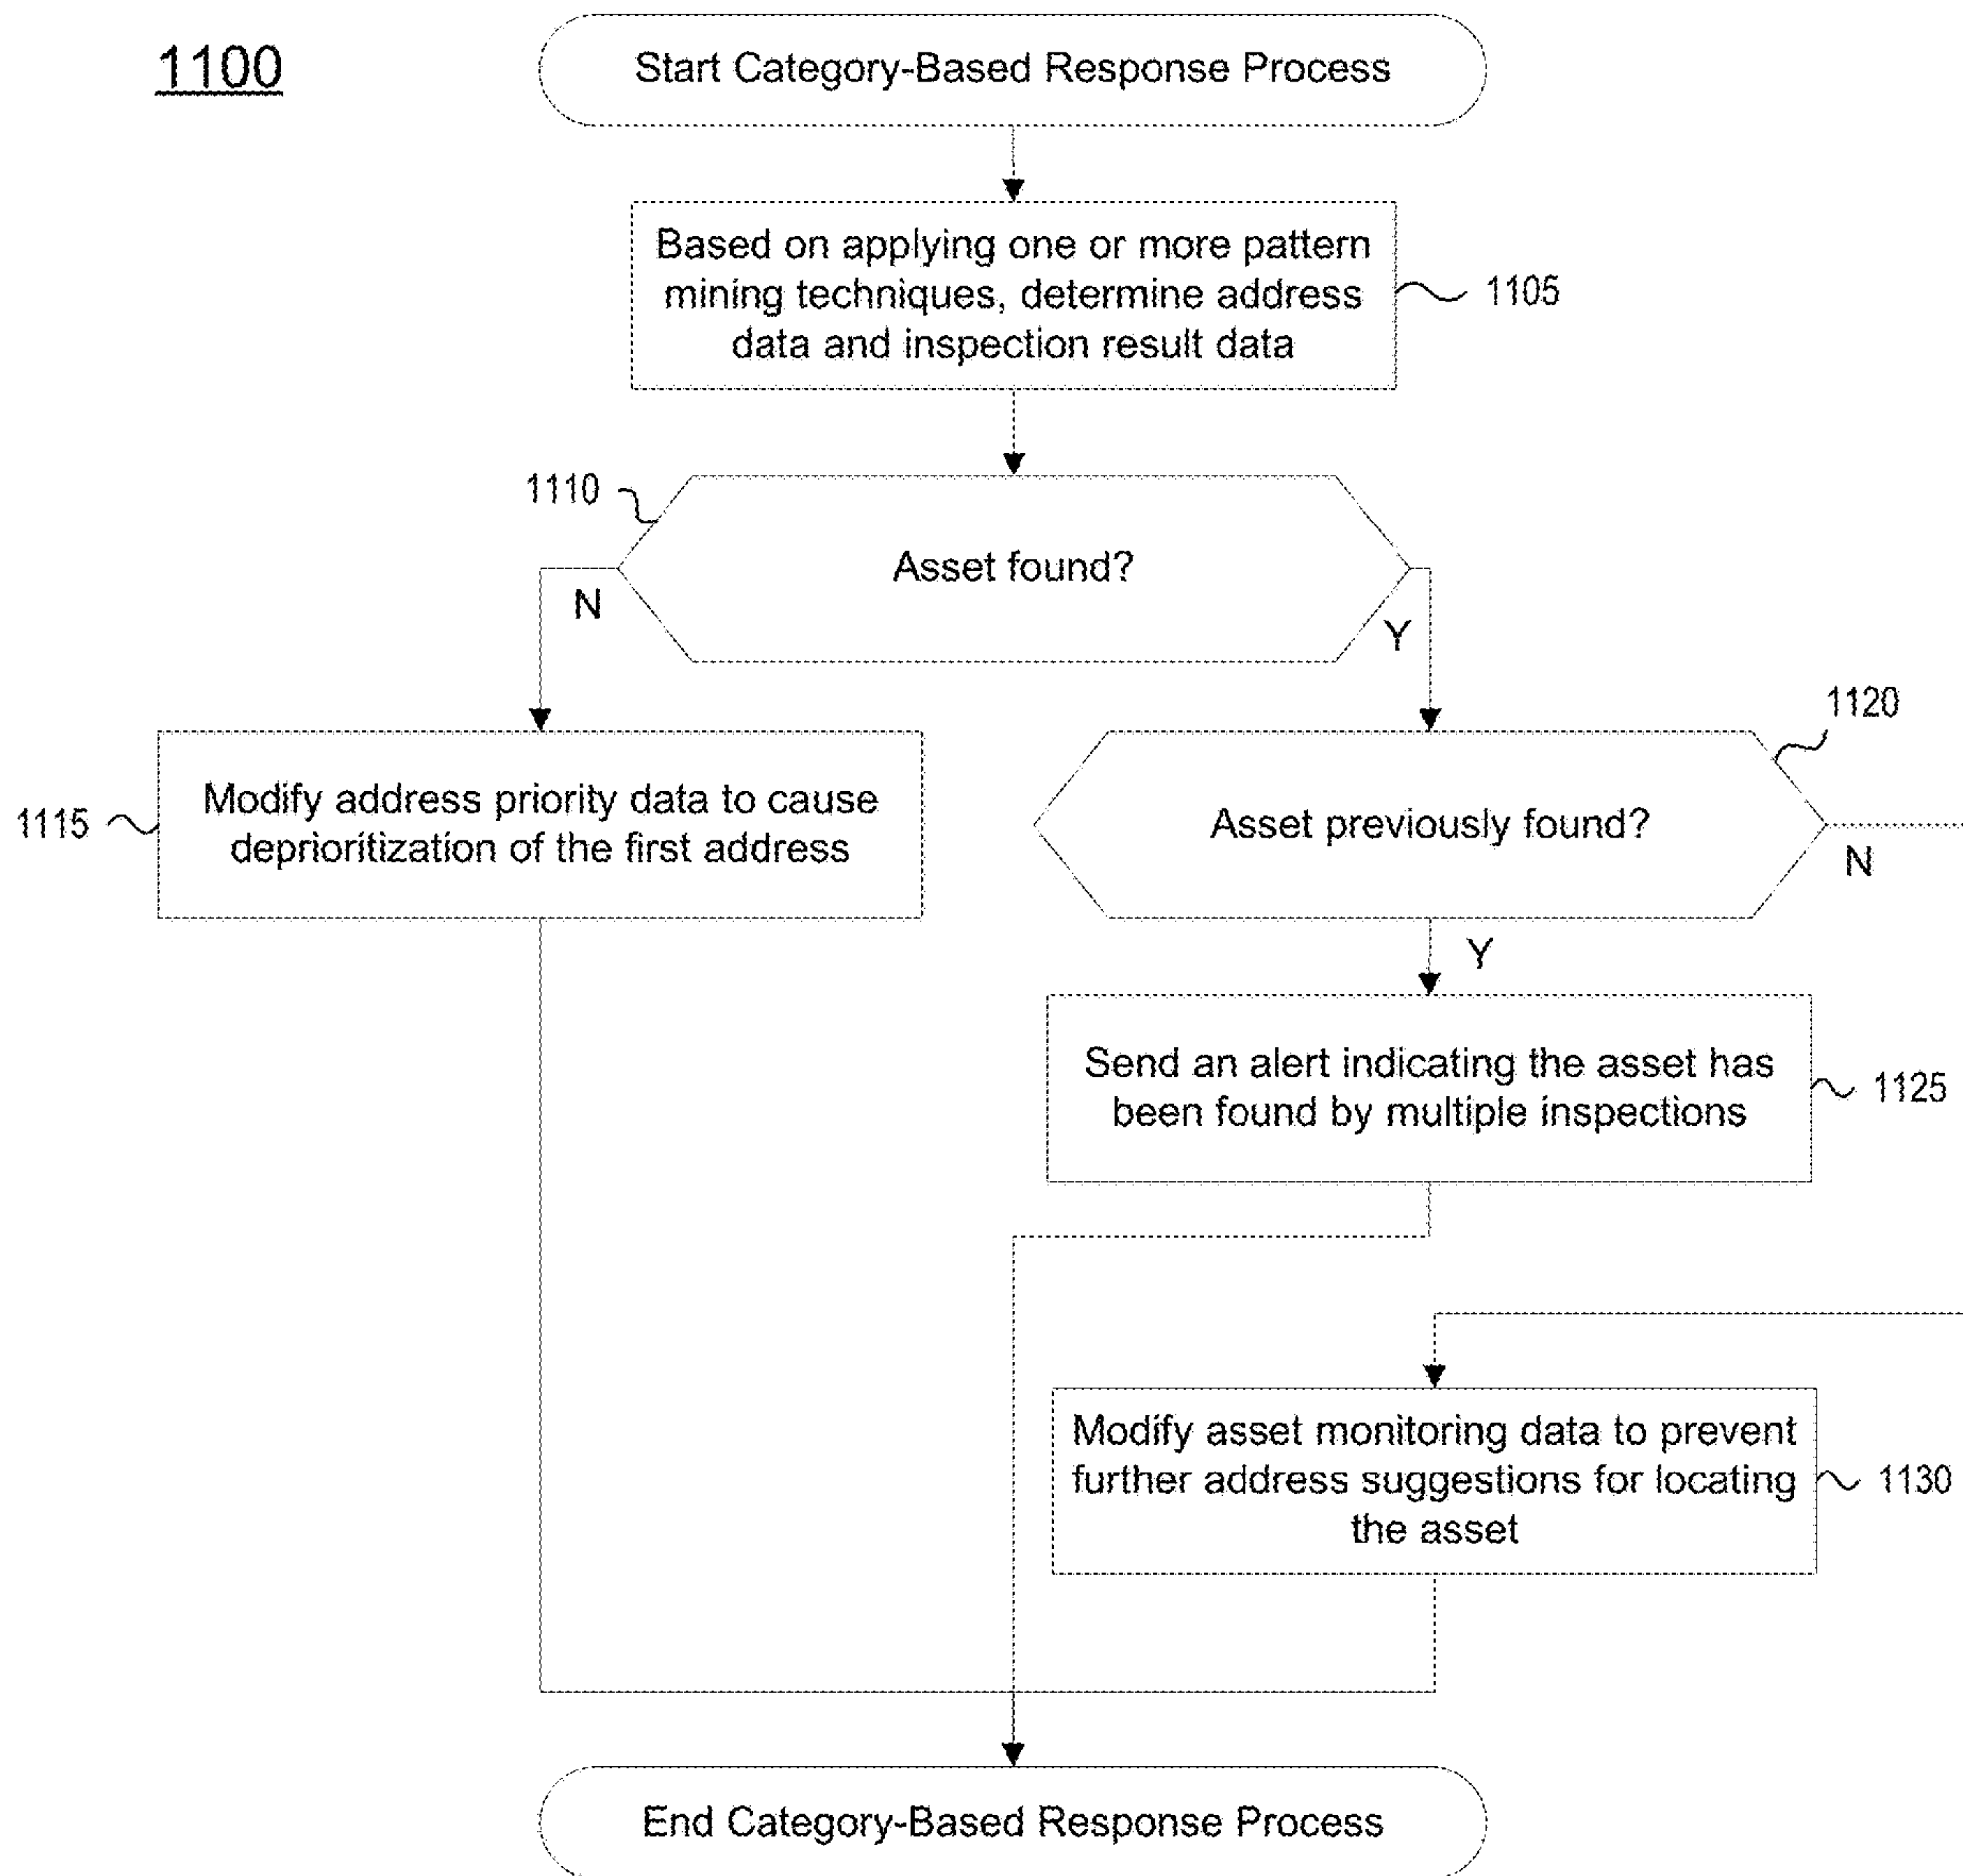 1100
Start Category-Based Response Process
Based on applying one or more pattern
mining techniques, determine address
data and inspection result data
1105
1110
Asset found?
N
Y
1120
1115
Modify address priority data to cause
deprioritization of the first address
Asset previously found?
N
Y
Send an alert indicating the asset has
been found by multiple inspections
1125
Modify asset monitoring data to prevent
further address suggestions for locating
the asset
1130
End Category-Based Response Process